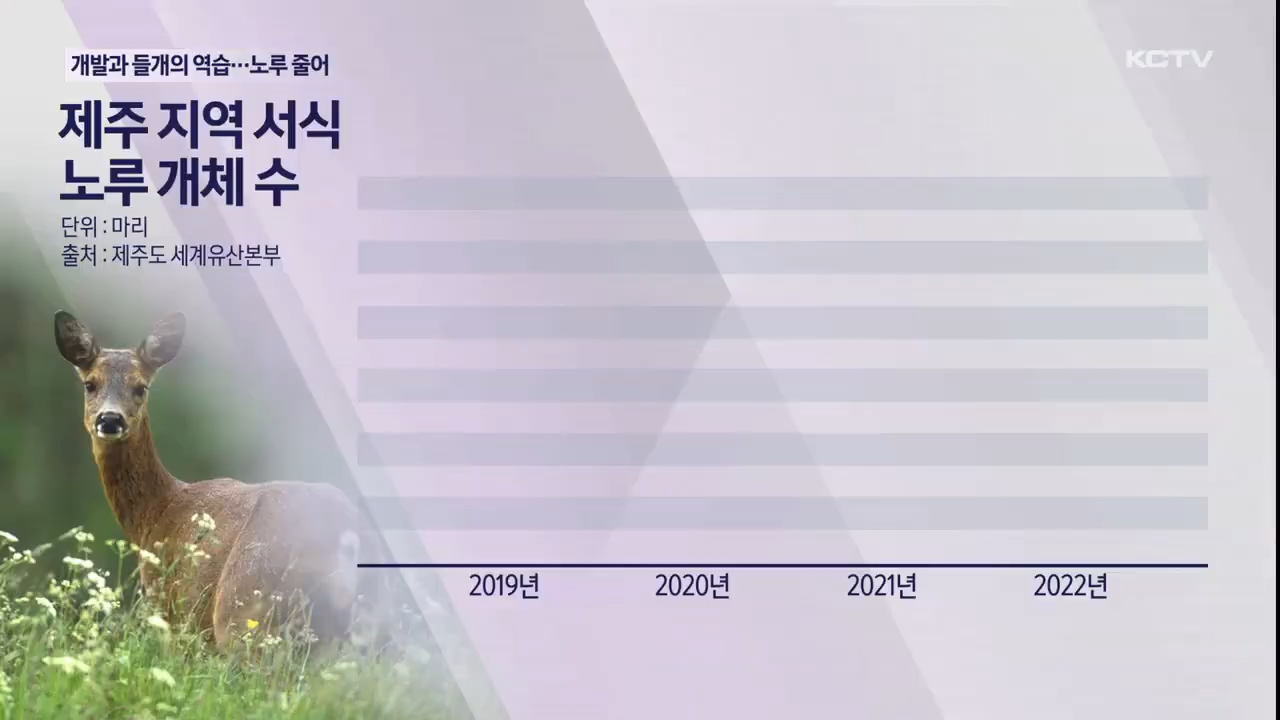 개발과 들개의 역습…노루 줄어
KCTV
제주 지역 서식
노루 개체 수
단위 : 마리
출처 : 제주도 세계유산본부
2019년 2020년 2021년 2022년